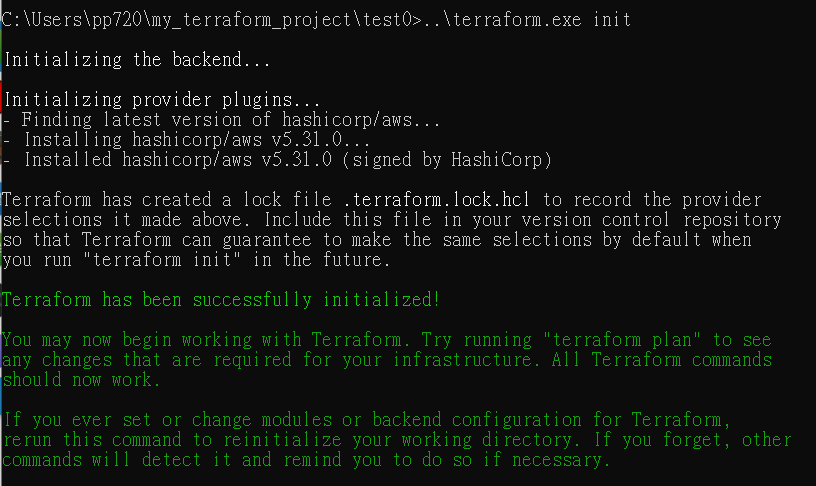 C:\Users\pp720\my_terraform_project\test0>..\terraform.exe init
Initializing the backend...
Initializing provider plugins...
- Finding latest version of hashicorp/aws...
- Installing hashicorp/aws v5.31.0...
- Installed hashicorp/aws v5.31.0 (signed by HashiCorp)
Terraform has created a lock file .terraform.lock.hcl to record the provider
selections it made above. Include this file in your version control repository
so that Terraform can guarantee to make the same selections by default when
you run "terraform init" in the future.
Terraform has been successfully initialized!
You may now begin working with Terraform. Try running "terraform plan" to see
any changes that are required for your infrastructure. All Terraform commands
should now work.
If you ever set or change modules or backend configuration for Terraform,
rerun this command to reinitialize your working directory. If you forget, other
commands will detect it and remind you to do so if necessary.